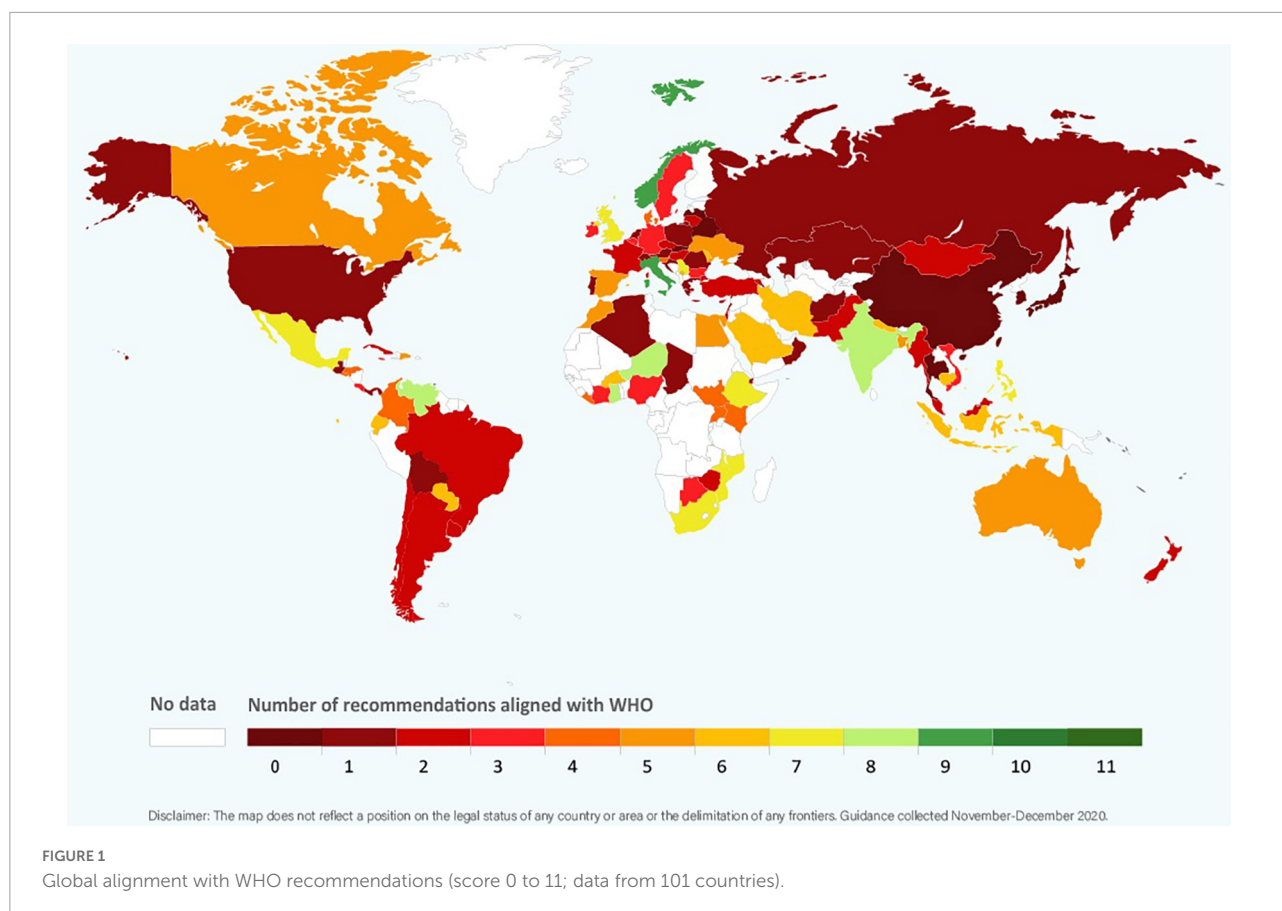 No data
Number of recommendations aligned with WHO
0 1 2 3 4 5 6 7 8 9 10 11
Disclaimer: The map does not reflect a position on the legal status of any country or area or the delimitation of any frontiers. Guidance collected November-December 2020.
FIGURE 1
Global alignment with WHO recommendations (score 0 to 11; data from 101 countries).